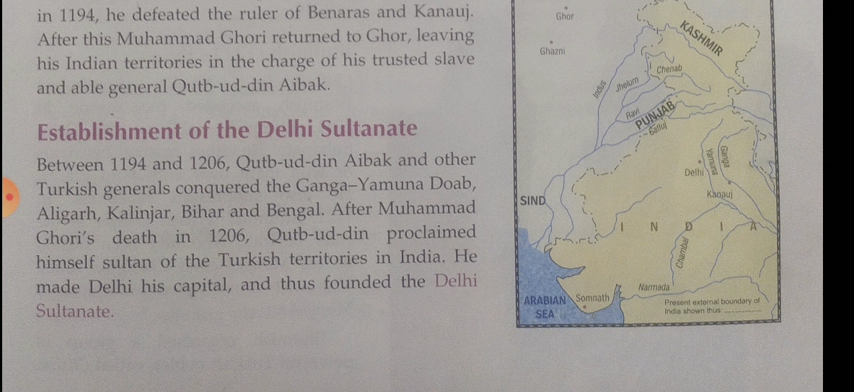 in 1194, he defeated the ruler of Benaras and Kanauj.
After this Muhammad Ghori returned to Ghor, leaving
his Indian territories in the charge of his trusted slave
and able general Qutb-ud-din Aibak.
Establishment of the Delhi Sultanate
Between 1194 and 1206, Qutb-ud-din Aibak and other
Turkish generals conquered the Ganga–Yamuna Doab,
Aligarh, Kalinjar, Bihar and Bengal. After Muhammad
Ghori's death in 1206, Qutb-ud-din proclaimed
himself sultan of the Turkish territories in India. He
made Delhi his capital, and thus founded the Delhi
Sultanate.
Ghor
Ghazni
KASHMIR
Indus
Jhelum
Chenab
Ravi
PUNJAB
Satluj
Delhi
Yamuna
Ganga
Kanauj
SIND
I N D I A
Chambal
Narmada
Somnath
ARABIAN
SEA
Present external boundary of
India shown thus